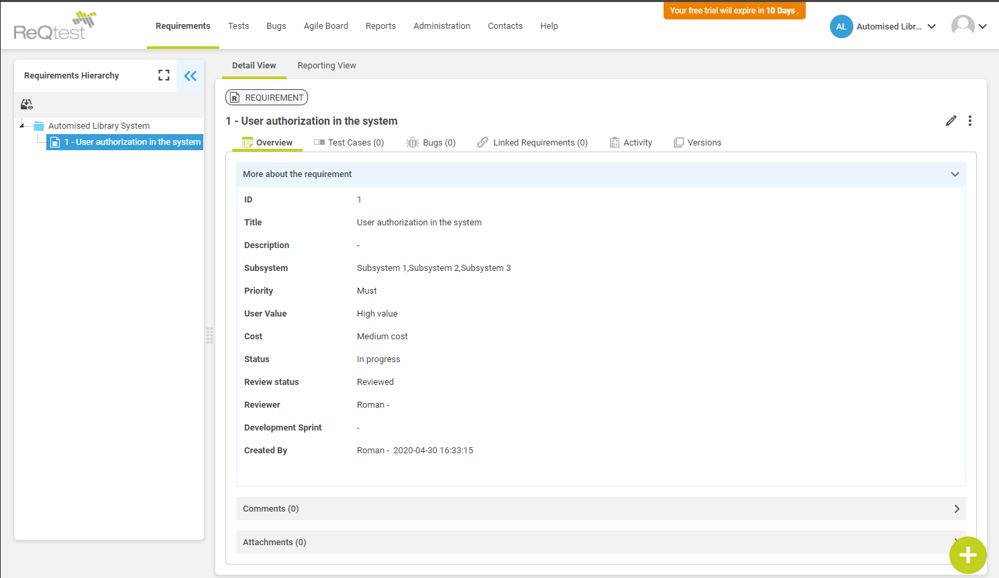 Your free trial will expire in 10 Days .
ReQtest
Requirements Tests Bugs Agile Board Reports Administration Contacts Help
AL Automised Libr...
Requirements Hierarchy
Automised Library System
R 1 - User authorization in the system
Detail View Reporting View
R REQUIREMENT
1 - User authorization in the system
Overview Test Cases (0) Bugs (0) Linked Requirements (0) Activity Versions
More about the requirement
ID 1
Title User authorization in the system
Description -
Subsystem Subsystem 1,Subsystem 2,Subsystem 3
Priority Must
User Value High value
Cost Medium cost
Status In progress
Review status Reviewed
Reviewer Roman -
Development Sprint -
Created By Roman - 2020-04-30 16:33:15
Comments (0)
Attachments (0)